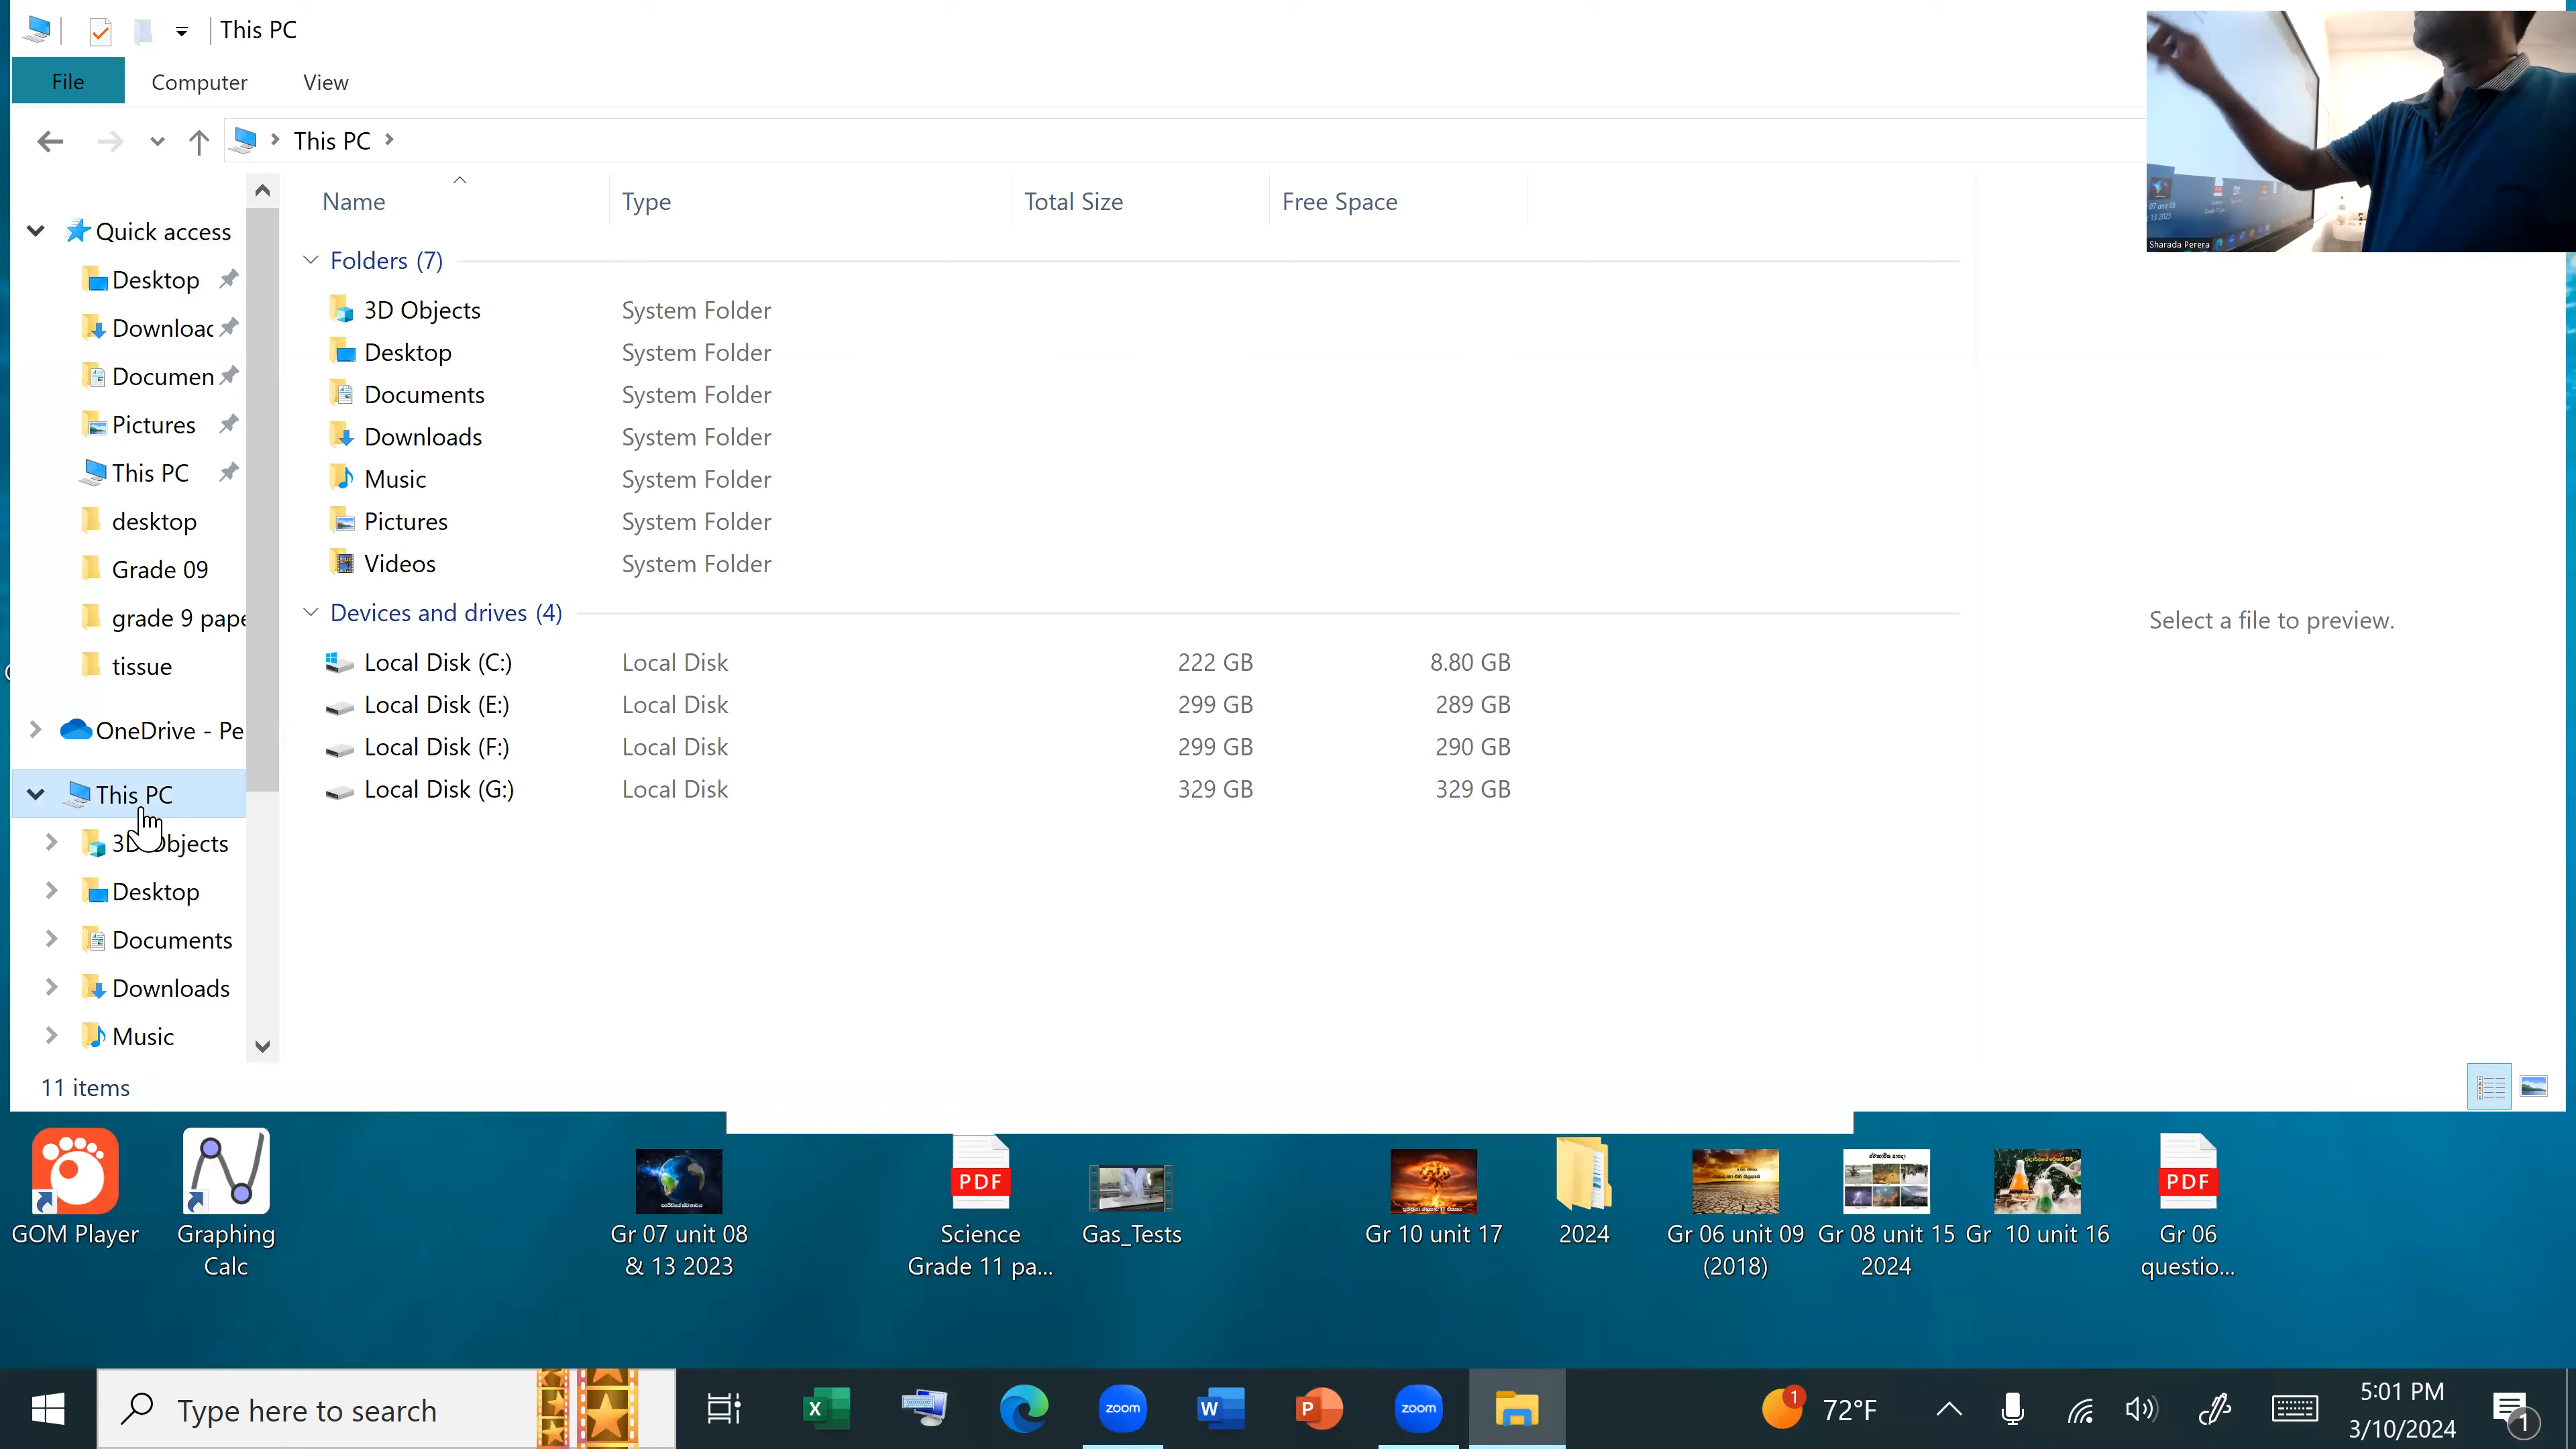 This PC
File Computer View
This PC
Name Type Total Size Free Space
Quick access
Desktop
Downloac
Documen
Pictures
This PC
desktop
Grade 09
grade 9 pape
tissue
OneDrive - Pe
This PC
3D Objects
Desktop
Documents
Downloads
Music
Folders (7)
3D Objects System Folder
Desktop System Folder
Documents System Folder
Downloads System Folder
Music System Folder
Pictures System Folder
Videos System Folder
Devices and drives (4)
Local Disk (C:) Local Disk 222 GB 8.80 GB
Local Disk (E:) Local Disk 299 GB 289 GB
Local Disk (F:) Local Disk 299 GB 290 GB
Local Disk (G:) Local Disk 329 GB 329 GB
Select a file to preview.
Sharada Perera
11 items
GOM Player
Graphing
Calc
Gr 07 unit 08
& 13 2023
PDF
Science
Grade 11 pa...
Gas_Tests
Gr 10 unit 17
2024
Gr 06 unit 09
(2018)
Gr 08 unit 15
2024
Gr 10 unit 16
PDF
Gr 06
questio...
Type here to search
X
zoom
W
P
zoom
1
72°F
5:01 PM
3/10/2024
1